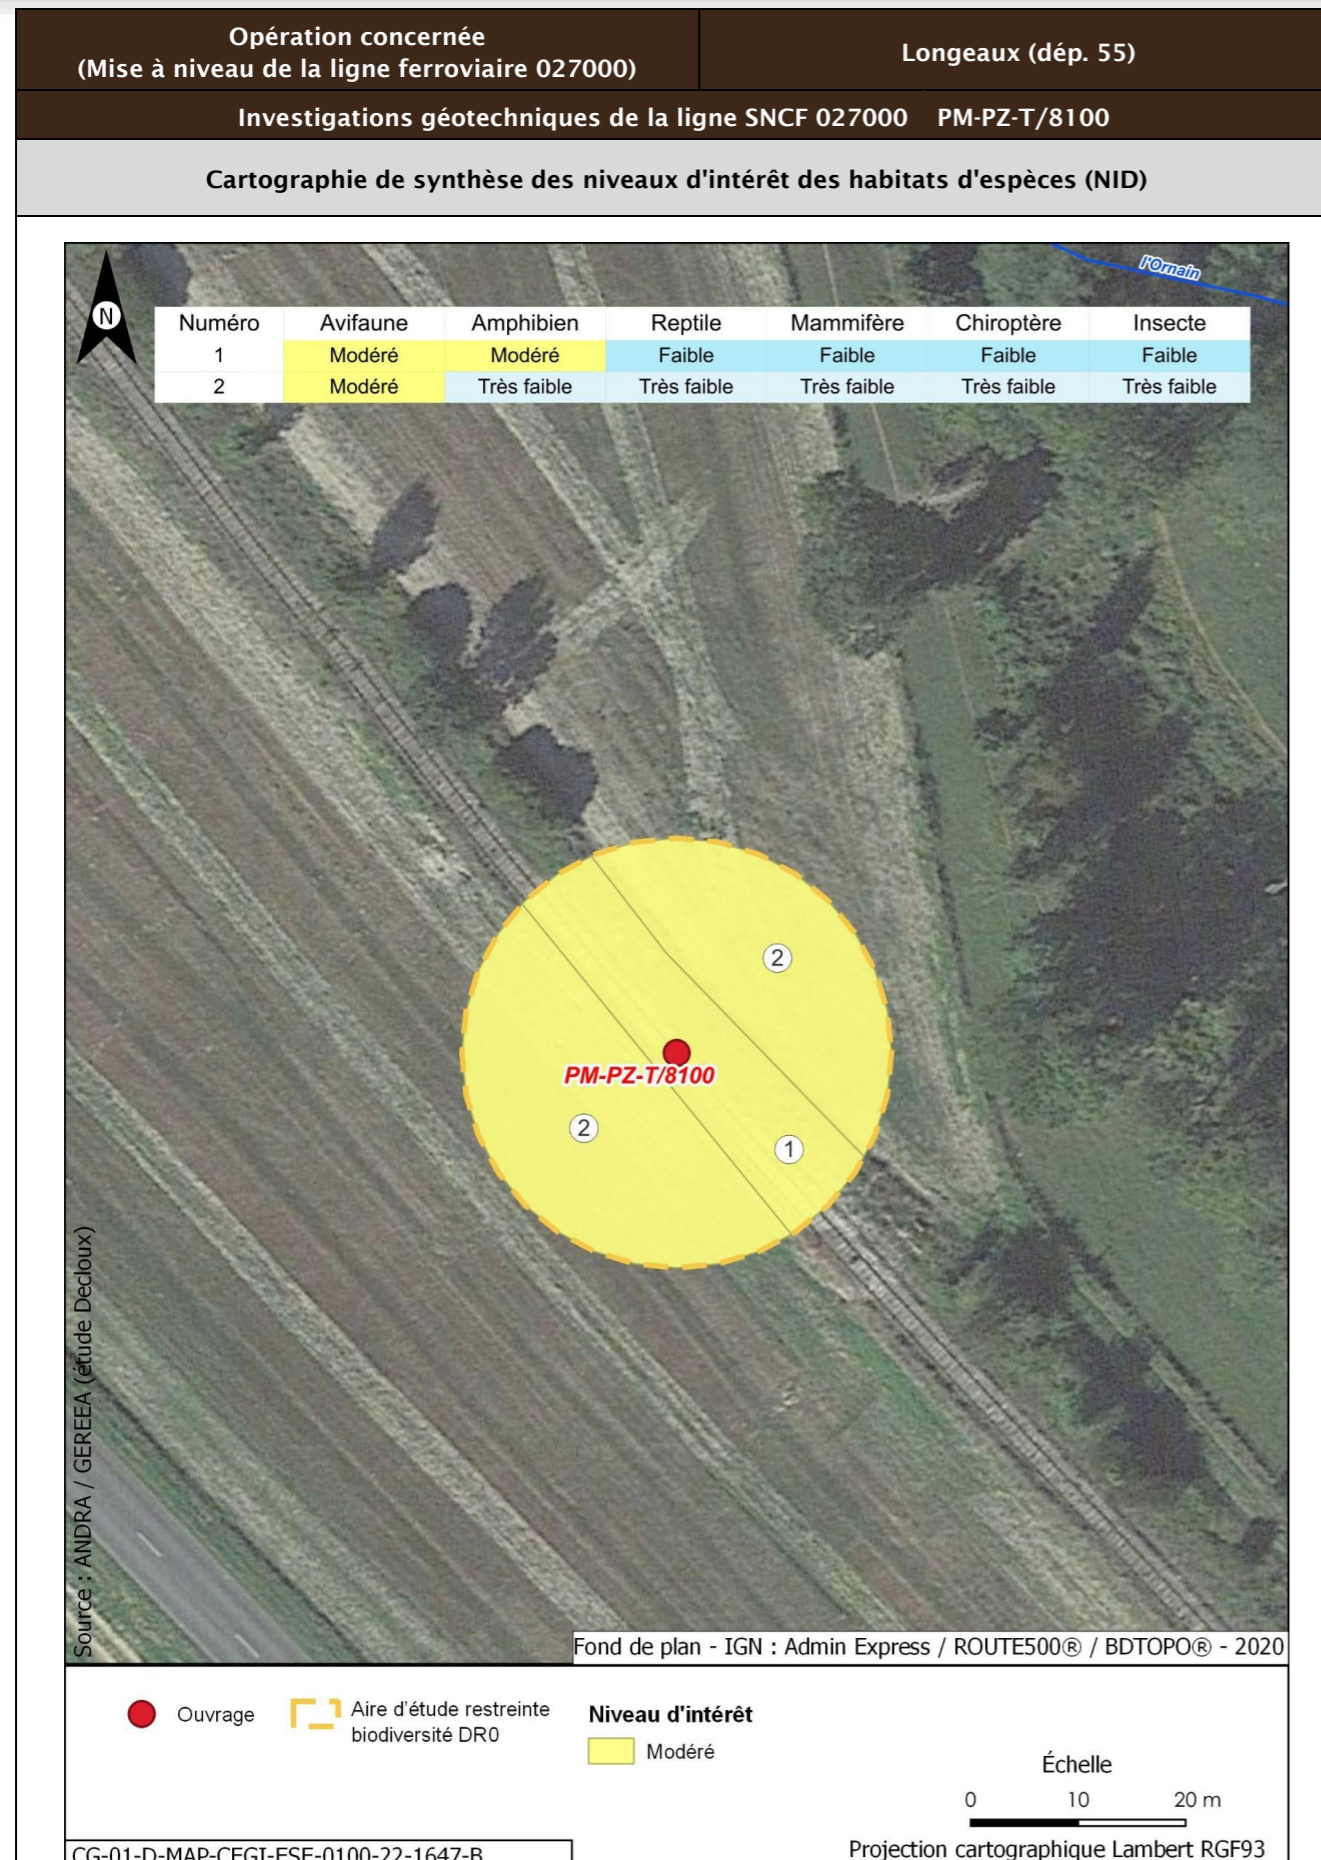 Opération concernée
(Mise à niveau de la ligne ferroviaire 027000)
Longeaux (dép. 55)
Investigations géotechniques de la ligne SNCF 027000 PM-PZ-T/8100
Cartographie de synthèse des niveaux d'intérêt des habitats d'espèces (NID)
l'Ornain
N
Numéro Avifaune Amphibien Reptile Mammifère Chiroptère Insecte
1 Modéré Modéré Faible Faible Faible Faible
2 Modéré Très faible Très faible Très faible Très faible Très faible
2
PM-PZ-T/8100
2
1
Source : ANDRA / GEREEA (étude Decloux)
Fond de plan - IGN : Admin Express / ROUTE500® / BDTOPO® - 2020
Ouvrage
Aire d'étude restreinte
biodiversité DR0
Niveau d'intérêt
Modéré
Échelle
0 10 20 m
Projection cartographique Lambert RGF93
CG-01-D-MAP-CEGI-ESE-0100-22-1647-B